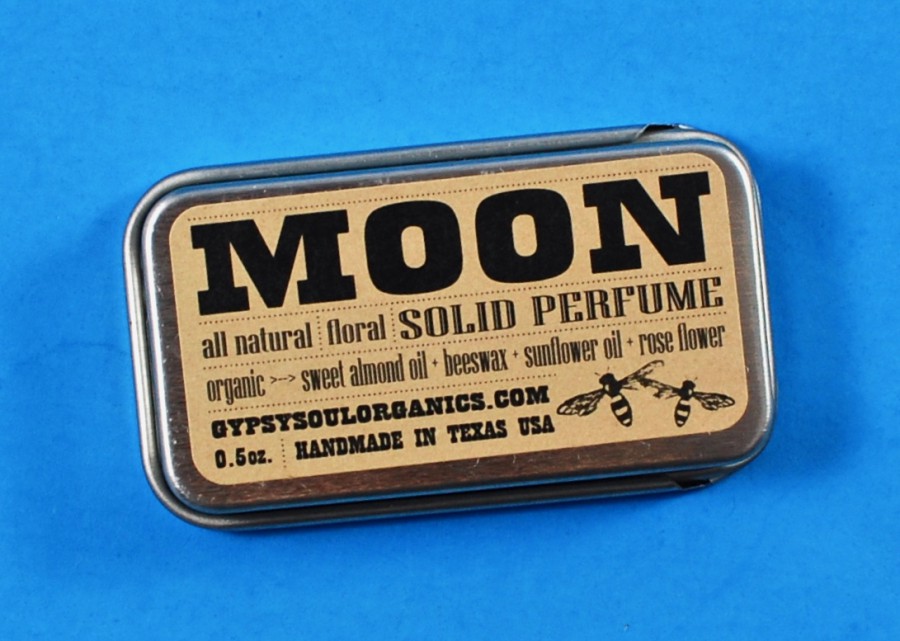 MOON
all natural floral SOLID PERFUME
organic >--> sweet almond oil + beeswax + sunflower oil + rose flower
GYPSYSOULORGANICS.COM
0.5oz. HANDMADE IN TEXAS USA